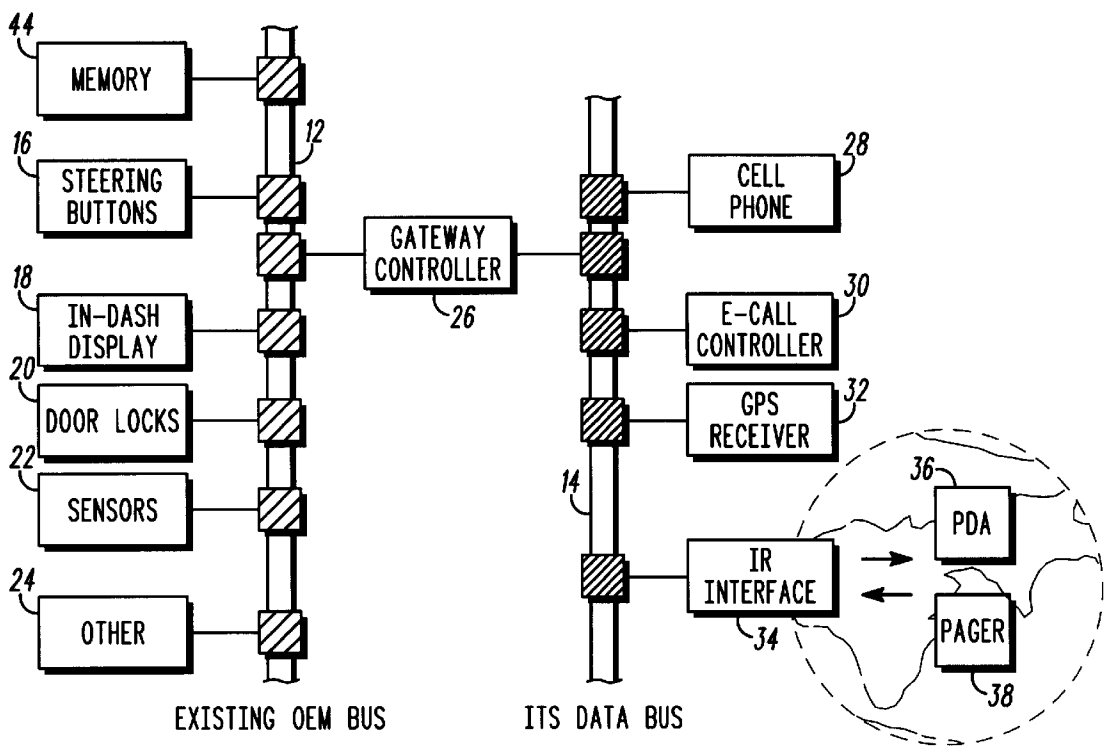 44
MEMORY
16
STEERING
BUTTONS
18
IN-DASH
DISPLAY
20
DOOR LOCKS
22
SENSORS
24
OTHER
12
EXISTING OEM BUS
GATEWAY
CONTROLLER
26
14
ITS DATA BUS
28
CELL
PHONE
30
E-CALL
CONTROLLER
32
GPS
RECEIVER
IR
INTERFACE
34
36
PDA
PAGER
38